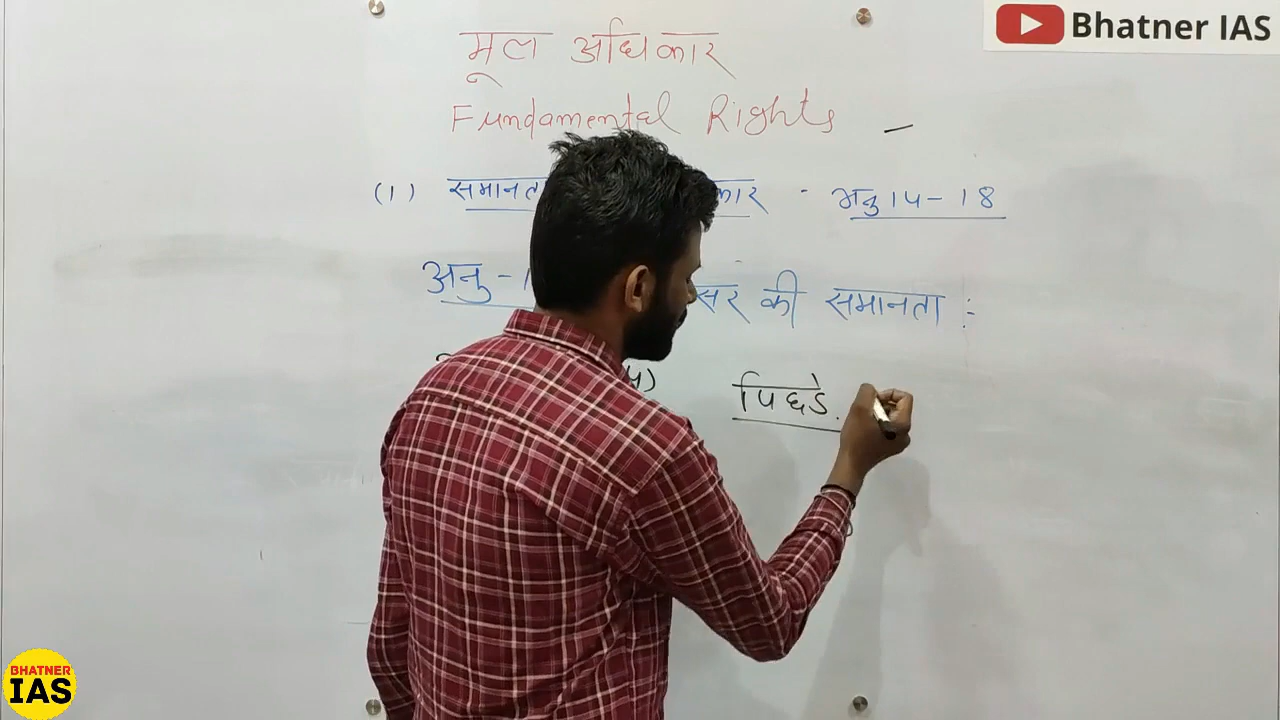 Bhatner IAS
मूल अधिकार
Fundamental Rights -
(1) समानता कार - अनु 14 - 18
अनु - 1 सर की समानता :-
4) पिछडे.
BHATNER
IAS